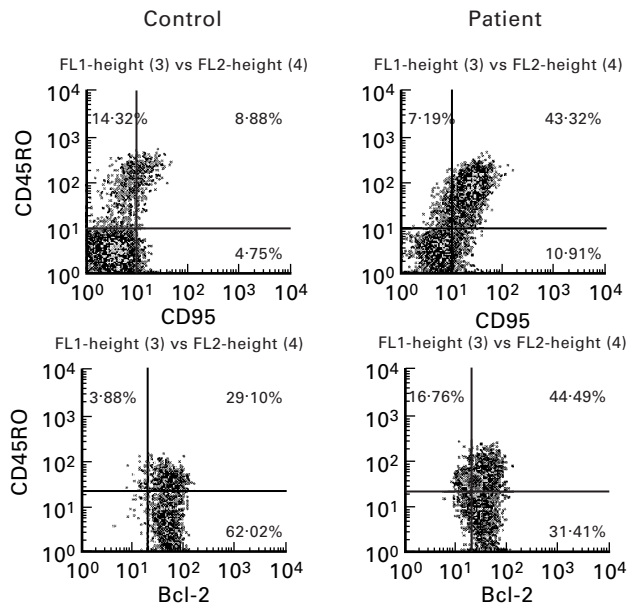 Control Patient
FL1-height (3) vs FL2-height (4) FL1-height (3) vs FL2-height (4)
10⁴ 10⁴
14·32% 8·88% 7·19% 43·32%
10³ 10³
CD45RO
10² 10²
10¹ 10¹
4·75% 10·91%
10⁰ 10⁰
10⁰ 10¹ 10² 10³ 10⁴ 10⁰ 10¹ 10² 10³ 10⁴
CD95 CD95
FL1-height (3) vs FL2-height (4) FL1-height (3) vs FL2-height (4)
10⁴ 10⁴
3·88% 29·10% 16·76% 44·49%
10³ 10³
CD45RO
10² 10²
10¹ 10¹
62·02% 31·41%
10⁰ 10⁰
10⁰ 10¹ 10² 10³ 10⁴ 10⁰ 10¹ 10² 10³ 10⁴
Bcl-2 Bcl-2